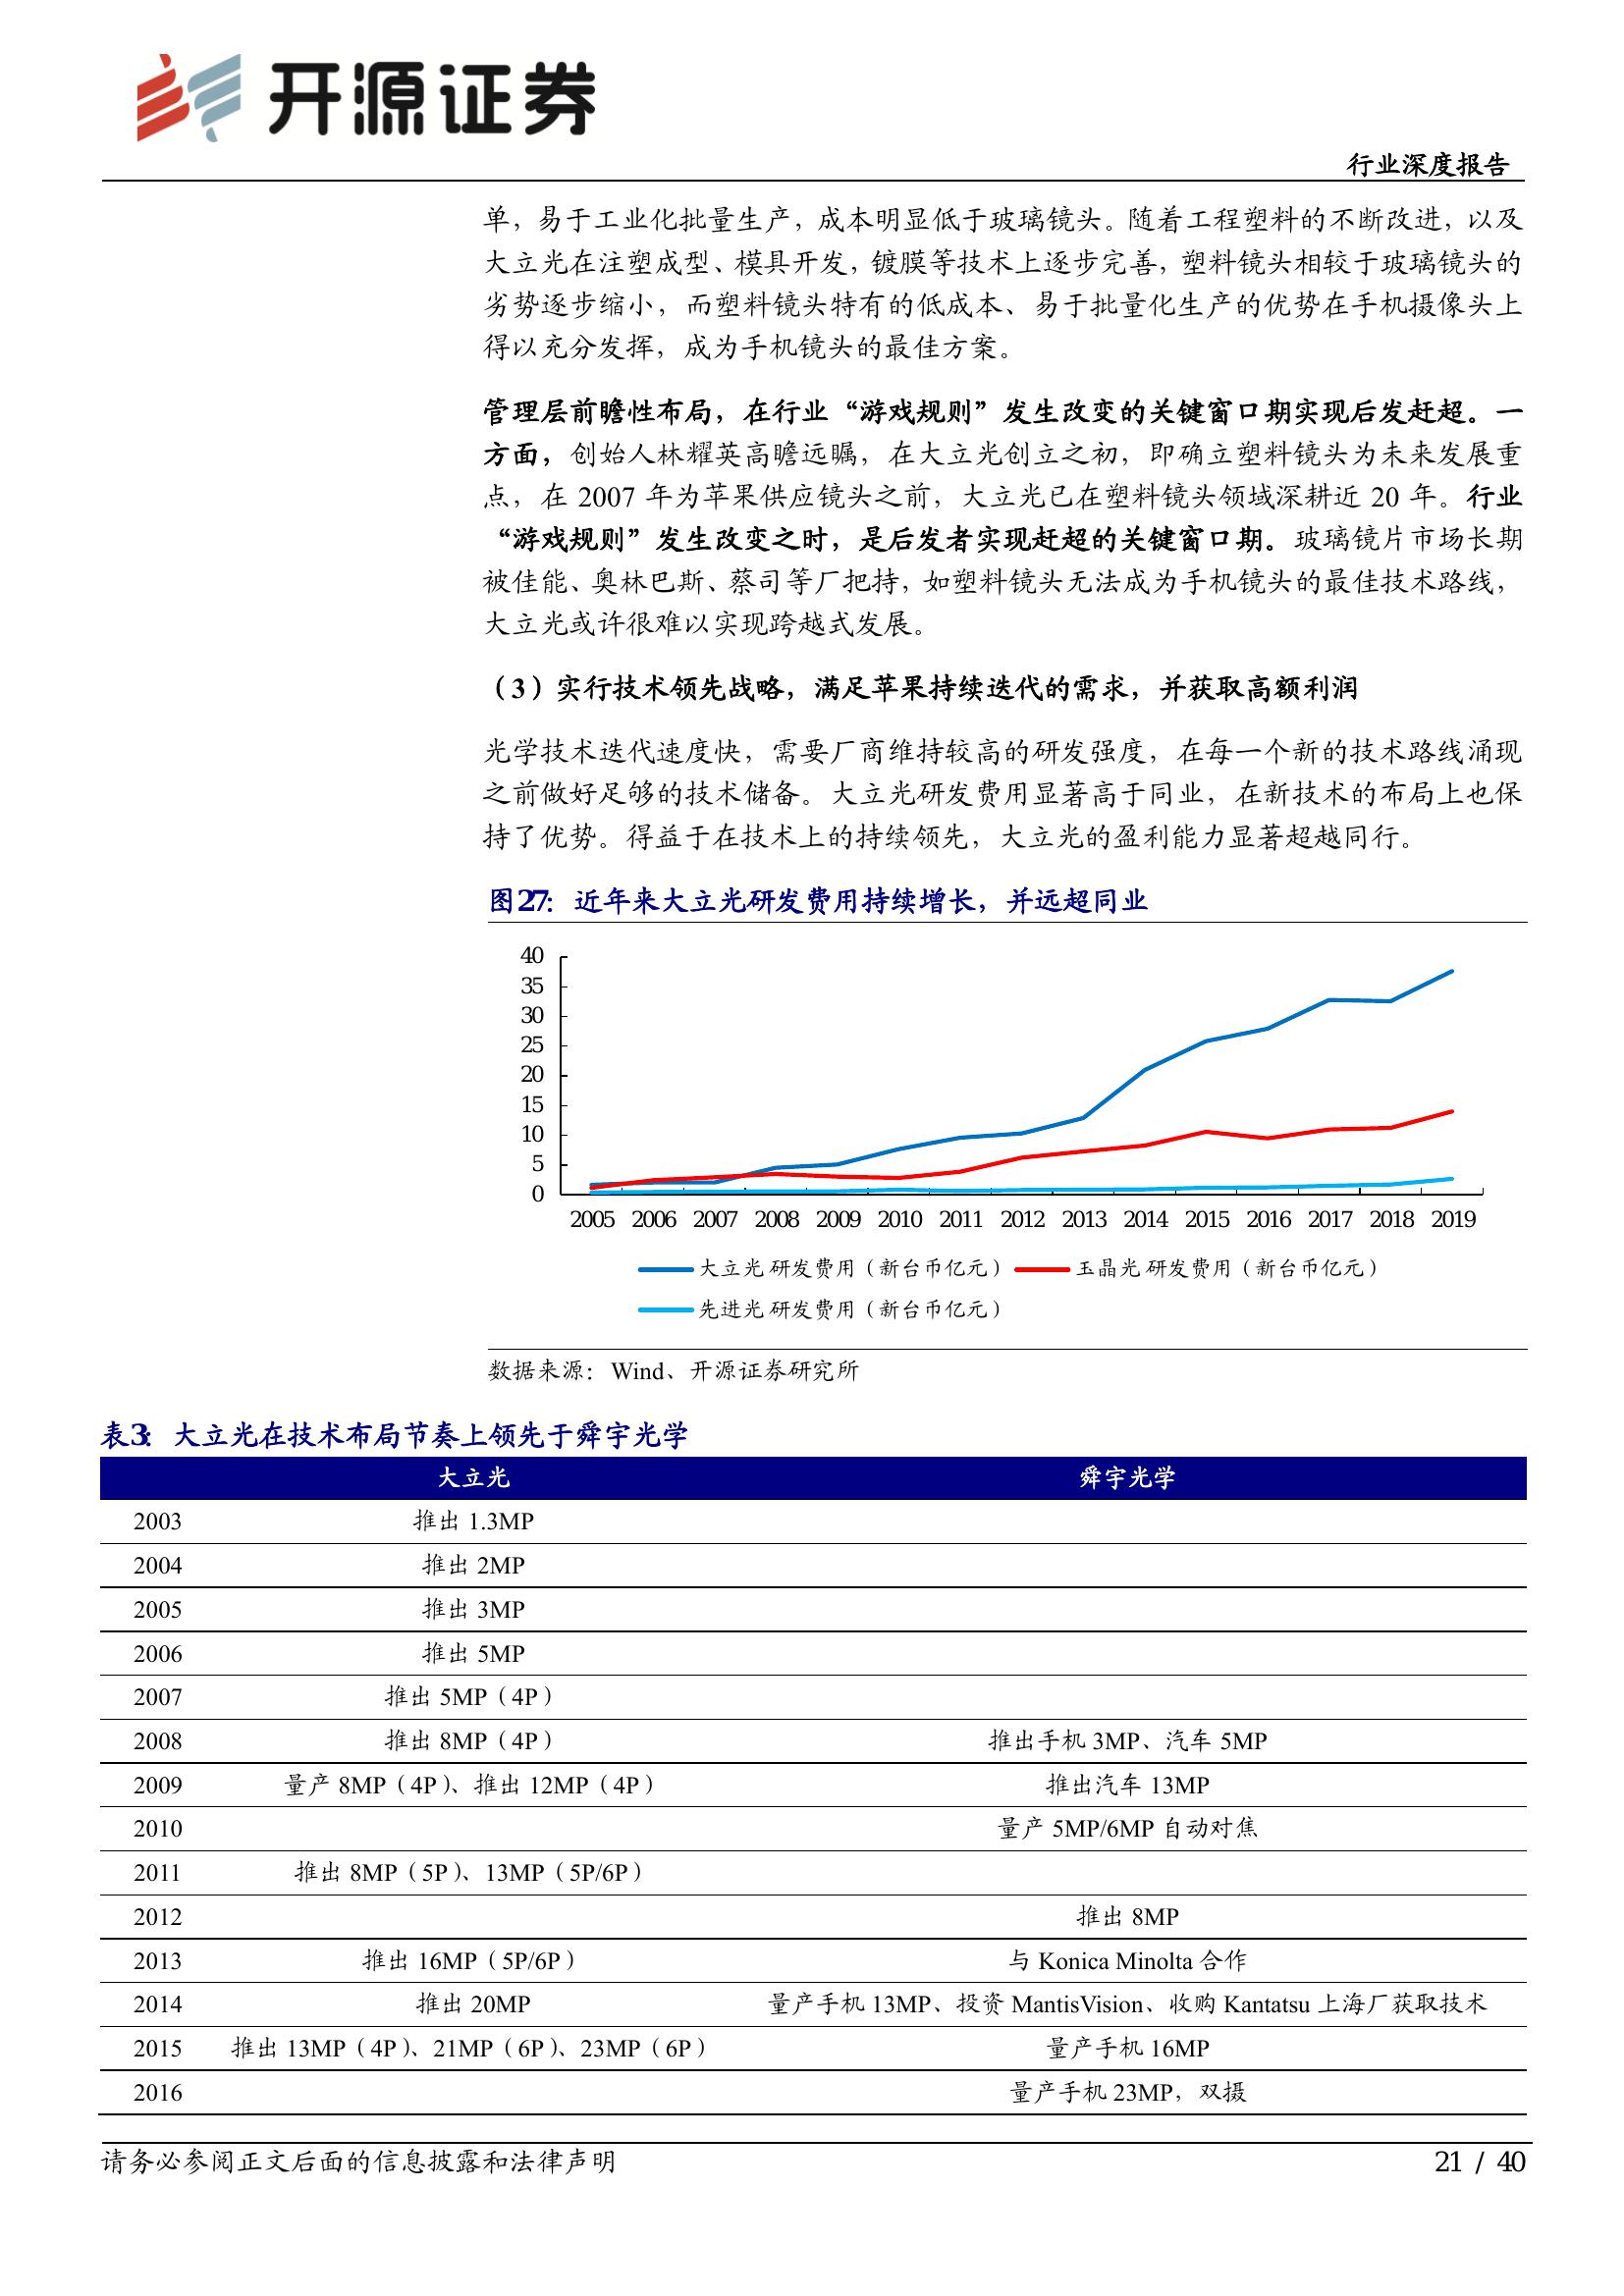 开源证券
行业深度报告
单，易于工业化批量生产，成本明显低于玻璃镜头。随着工程塑料的不断改进，以及
大立光在注塑成型、模具开发，镀膜等技术上逐步完善，塑料镜头相较于玻璃镜头的
劣势逐步缩小，而塑料镜头特有的低成本、易于批量化生产的优势在手机摄像头上
得以充分发挥，成为手机镜头的最佳方案。
管理层前瞻性布局，在行业“游戏规则”发生改变的关键窗口期实现后发赶超。一
方面，创始人林耀英高瞻远瞩，在大立光创立之初，即确立塑料镜头为未来发展重
点，在 2007 年为苹果供应镜头之前，大立光已在塑料镜头领域深耕近 20 年。行业
“游戏规则”发生改变之时，是后发者实现赶超的关键窗口期。玻璃镜片市场长期
被佳能、奥林巴斯、蔡司等厂把持，如塑料镜头无法成为手机镜头的最佳技术路线，
大立光或许很难以实现跨越式发展。
（3）实行技术领先战略，满足苹果持续迭代的需求，并获取高额利润
光学技术迭代速度快，需要厂商维持较高的研发强度，在每一个新的技术路线涌现
之前做好足够的技术储备。大立光研发费用显著高于同业，在新技术的布局上也保
持了优势。得益于在技术上的持续领先，大立光的盈利能力显著超越同行。
图27：近年来大立光研发费用持续增长，并远超同业
40
35
30
25
20
15
10
5
0
2005 2006 2007 2008 2009 2010 2011 2012 2013 2014 2015 2016 2017 2018 2019
大立光 研发费用（新台币亿元） 玉晶光 研发费用（新台币亿元）
先进光 研发费用（新台币亿元）
数据来源：Wind、开源证券研究所
表3：大立光在技术布局节奏上领先于舜宇光学
大立光 舜宇光学
2003 推出 1.3MP
2004 推出 2MP
2005 推出 3MP
2006 推出 5MP
2007 推出 5MP（4P）
2008 推出 8MP（4P） 推出手机 3MP、汽车 5MP
2009 量产 8MP（4P）、推出 12MP（4P） 推出汽车 13MP
2010 量产 5MP/6MP 自动对焦
2011 推出 8MP（5P）、13MP（5P/6P）
2012 推出 8MP
2013 推出 16MP（5P/6P） 与 Konica Minolta 合作
2014 推出 20MP 量产手机 13MP、投资 MantisVision、收购 Kantatsu 上海厂获取技术
2015 推出 13MP（4P）、21MP（6P）、23MP（6P） 量产手机 16MP
2016 量产手机 23MP，双摄
请务必参阅正文后面的信息披露和法律声明 21 / 40